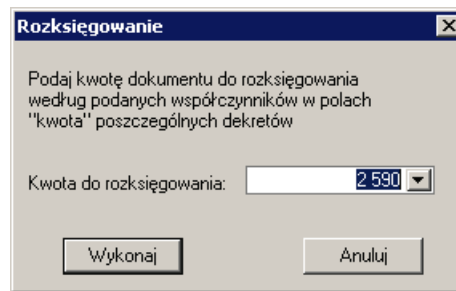 Rozksięgowanie
Podaj kwotę dokumentu do rozksięgowania
według podanych współczynników w polach
"kwota" poszczególnych dekretów
Kwota do rozksięgowania: 2 590
Wykonaj Anuluj